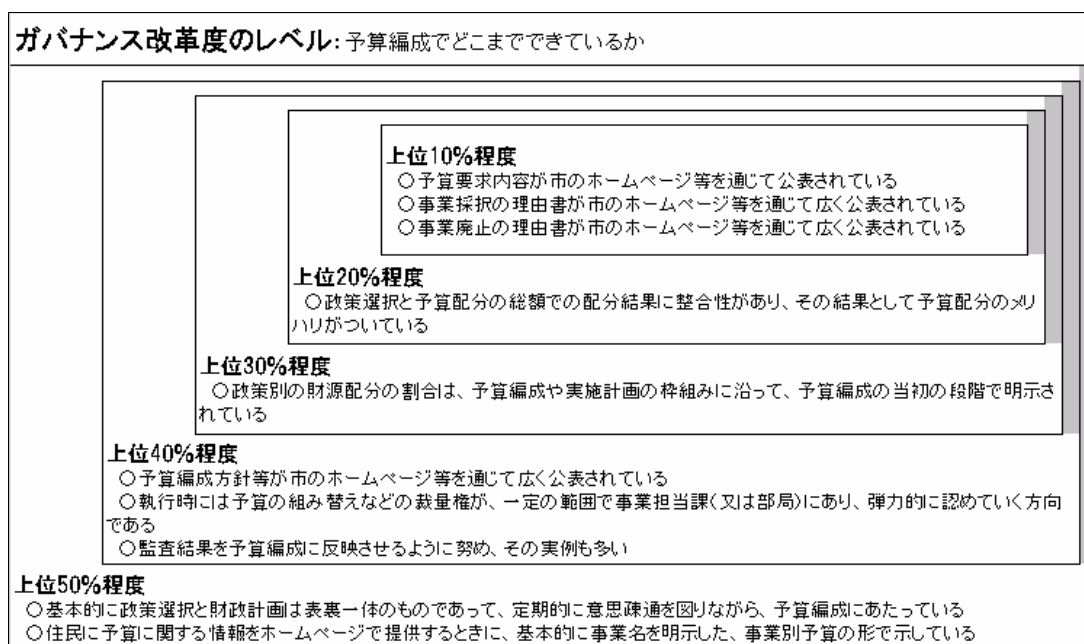 ガバナンス改革度のレベル:予算編成でどこまでできているか
上位10%程度
○予算要求内容が市のホームページ等を通じて公表されている
○事業採択の理由書が市のホームページ等を通じて広く公表されている
○事業廃止の理由書が市のホームページ等を通じて広く公表されている
上位20%程度
○政策選択と予算配分の総額での配分結果に整合性があり、その結果として予算配分のメリ
ハリがついている
上位30%程度
○政策別の財源配分の割合は、予算編成や実施計画の枠組みに沿って、予算編成の当初の段階で明示さ
れている
上位40%程度
○予算編成方針等が市のホームページ等を通じて広く公表されている
○執行時には予算の組み替えなどの裁量権が、一定の範囲で事業担当課(又は部局)にあり、弾力的に認めていく方向
である
○監査結果を予算編成に反映させるように努め、その実例も多い
上位50%程度
○基本的に政策選択と財政計画は表裏一体のものであって、定期的に意思疎通を図りながら、予算編成にあたっている
○住民に予算に関する情報をホームページで提供するときに、基本的に事業名を明示した、事業別予算の形で示している